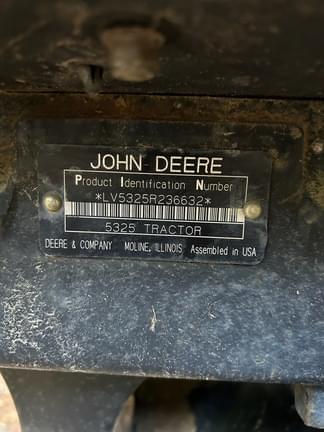 JOHN DEERE
Product Identification Number
*LV5325R236632*
5325 TRACTOR
DEERE & COMPANY MOLINE, ILLINOIS Assembled in USA